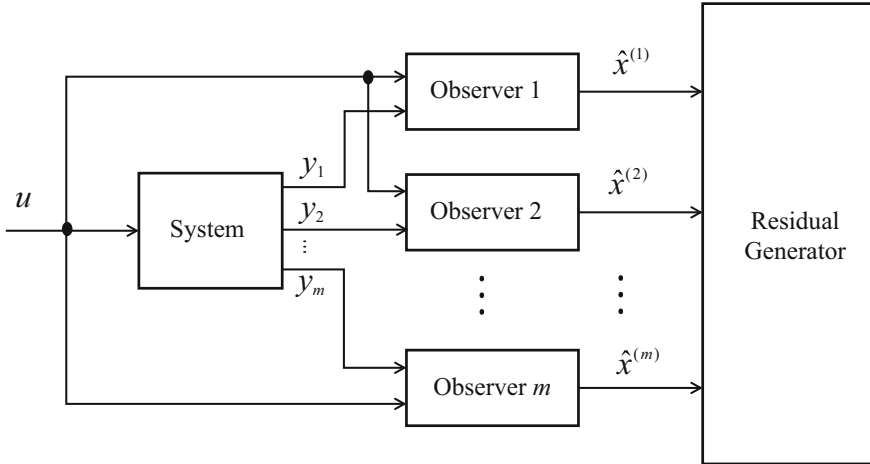 Observer 1
x̂⁽¹⁾
u
System
y₁
y₂
⋮
yₘ
Observer 2
x̂⁽²⁾
⋮
⋮
Observer m
x̂⁽ᵐ⁾
Residual
Generator